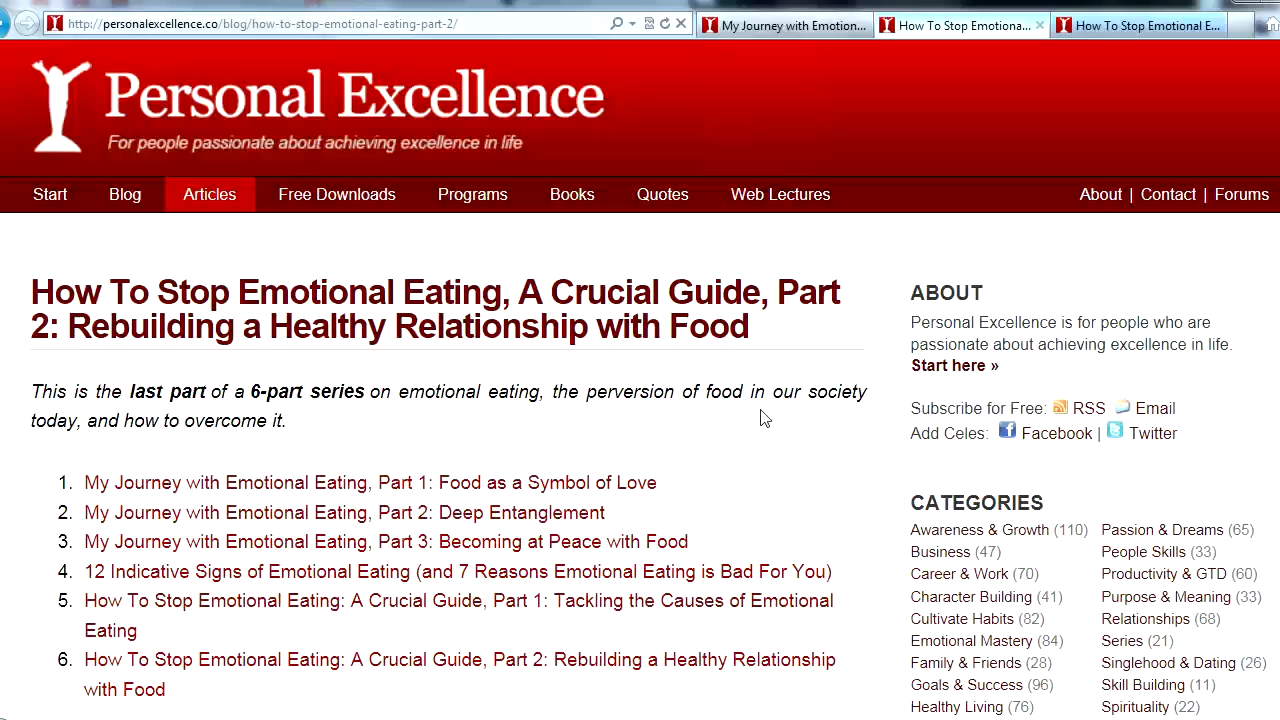 http://personalexcellence.co/blog/how-to-stop-emotional-eating-part-2/
My Journey with Emotion...
How To Stop Emotiona...
How To Stop Emotional E...
Personal Excellence
For people passionate about achieving excellence in life
Start Blog Articles Free Downloads Programs Books Quotes Web Lectures
About | Contact | Forums
How To Stop Emotional Eating, A Crucial Guide, Part
2: Rebuilding a Healthy Relationship with Food
This is the last part of a 6-part series on emotional eating, the perversion of food in our society
today, and how to overcome it.
1. My Journey with Emotional Eating, Part 1: Food as a Symbol of Love
2. My Journey with Emotional Eating, Part 2: Deep Entanglement
3. My Journey with Emotional Eating, Part 3: Becoming at Peace with Food
4. 12 Indicative Signs of Emotional Eating (and 7 Reasons Emotional Eating is Bad For You)
5. How To Stop Emotional Eating: A Crucial Guide, Part 1: Tackling the Causes of Emotional
Eating
6. How To Stop Emotional Eating: A Crucial Guide, Part 2: Rebuilding a Healthy Relationship
with Food
ABOUT
Personal Excellence is for people who are
passionate about achieving excellence in life.
Start here »
Subscribe for Free: RSS Email
Add Celes: Facebook | Twitter
CATEGORIES
Awareness & Growth (110)
Business (47)
Career & Work (70)
Character Building (41)
Cultivate Habits (82)
Emotional Mastery (84)
Family & Friends (28)
Goals & Success (96)
Healthy Living (76)
Passion & Dreams (65)
People Skills (33)
Productivity & GTD (60)
Purpose & Meaning (33)
Relationships (68)
Series (21)
Singlehood & Dating (26)
Skill Building (11)
Spirituality (22)